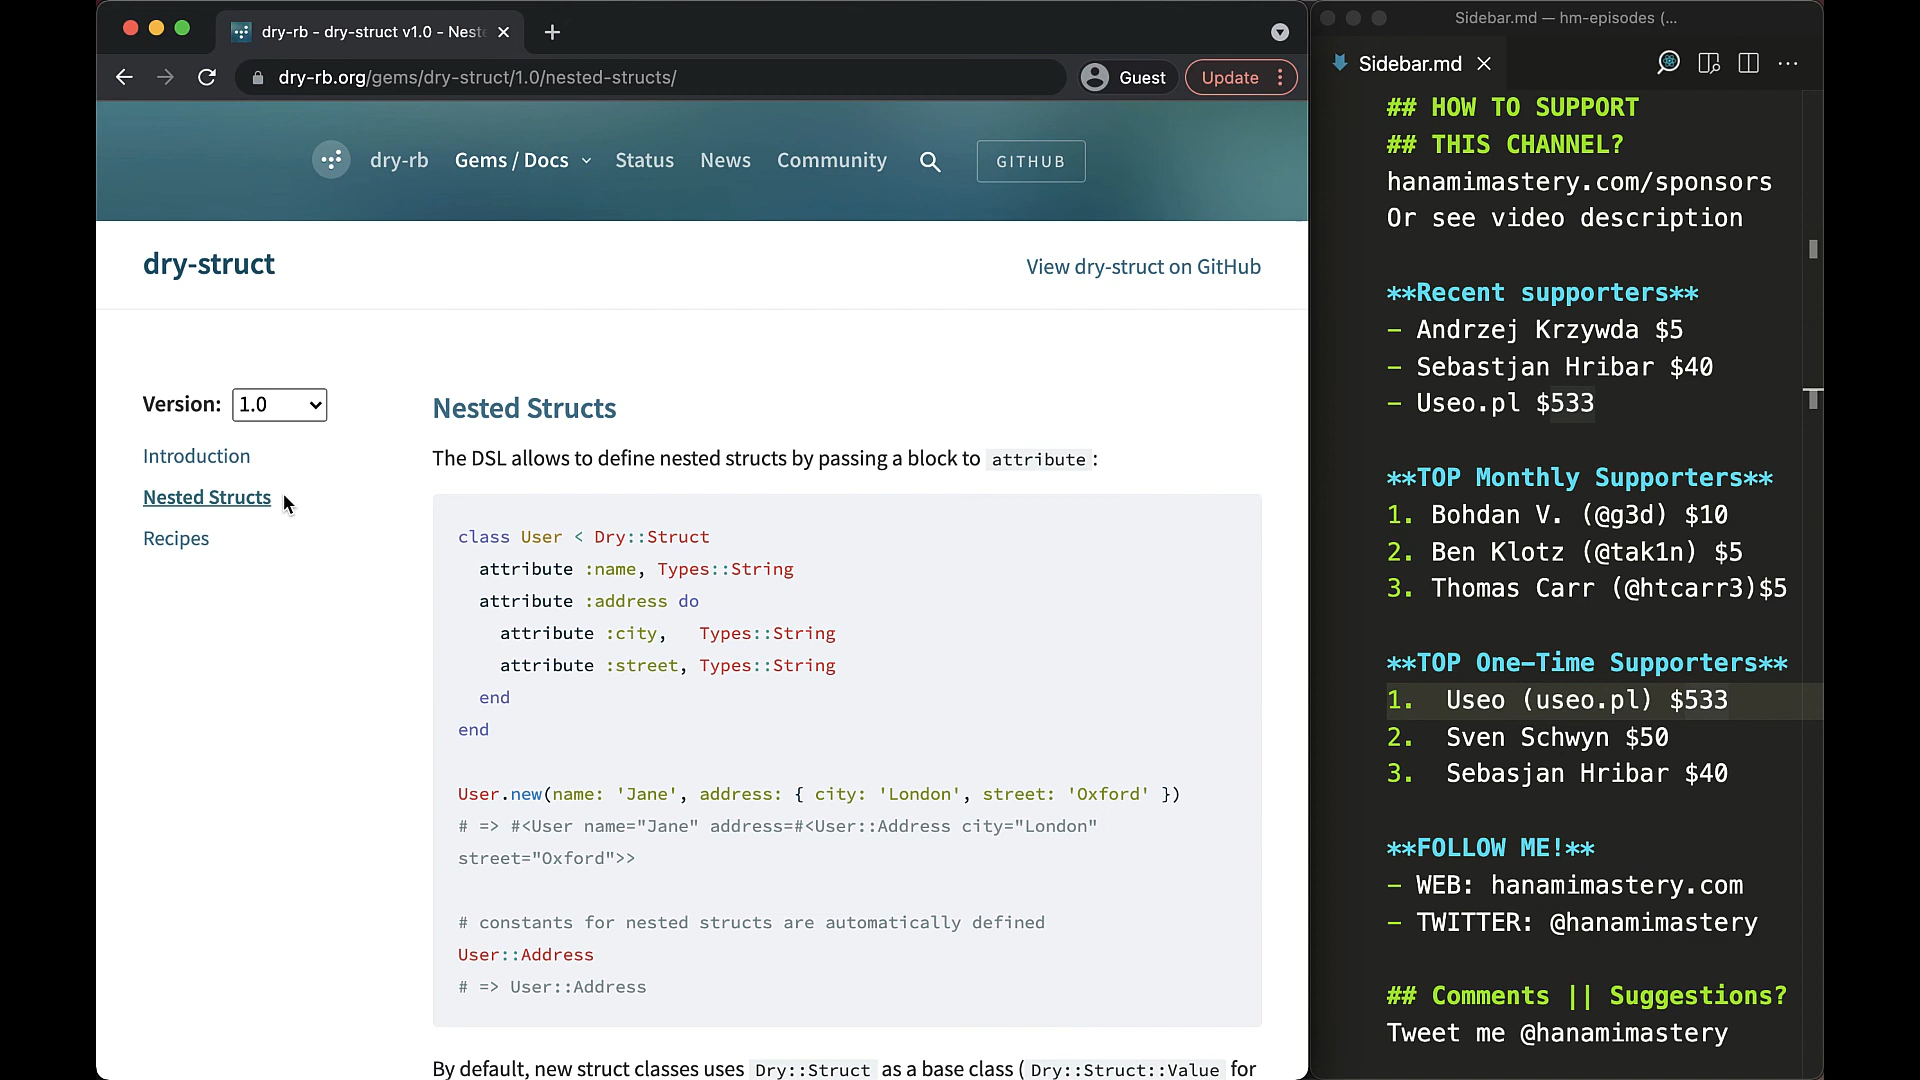 dry-rb - dry-struct v1.0 - Nest
dry-rb.org/gems/dry-struct/1.0/nested-structs/
Guest
Update
dry-rb
Gems / Docs
Status
News
Community
GITHUB
dry-struct
View dry-struct on GitHub
Version: 1.0
Introduction
Nested Structs
Recipes
Nested Structs
The DSL allows to define nested structs by passing a block to attribute :
class User < Dry::Struct
  attribute :name, Types::String
  attribute :address do
    attribute :city,   Types::String
    attribute :street, Types::String
  end
end
User.new(name: 'Jane', address: { city: 'London', street: 'Oxford' })
# => #<User name="Jane" address=#<User::Address city="London"
street="Oxford">>
# constants for nested structs are automatically defined
User::Address
# => User::Address
By default, new struct classes uses Dry::Struct as a base class ( Dry::Struct::Value for
Sidebar.md — hm-episodes (...
Sidebar.md
## HOW TO SUPPORT
## THIS CHANNEL?
hanamimastery.com/sponsors
Or see video description
**Recent supporters**
- Andrzej Krzywda $5
- Sebastjan Hribar $40
- Useo.pl $533
**TOP Monthly Supporters**
1. Bohdan V. (@g3d) $10
2. Ben Klotz (@tak1n) $5
3. Thomas Carr (@htcarr3)$5
**TOP One-Time Supporters**
1.  Useo (useo.pl) $533
2.  Sven Schwyn $50
3.  Sebasjan Hribar $40
**FOLLOW ME!**
- WEB: hanamimastery.com
- TWITTER: @hanamimastery
## Comments || Suggestions?
Tweet me @hanamimastery